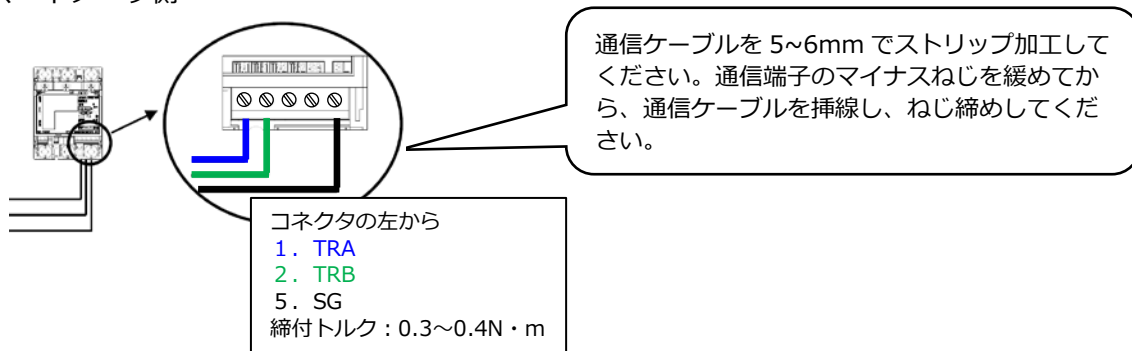 通信ケーブルを 5~6mm でストリップ加工して
ください。通信端子のマイナスねじを緩めてか
ら、通信ケーブルを挿線し、ねじ締めしてくだ
さい。
コネクタの左から
１．TRA
２．TRB
５．SG
締付トルク：0.3～0.4N・m